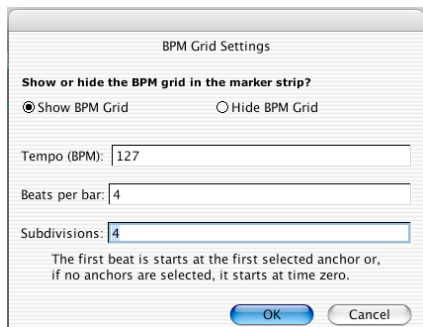 BPM Grid Settings
Show or hide the BPM grid in the marker strip?
Show BPM Grid Hide BPM Grid
Tempo (BPM): 127
Beats per bar: 4
Subdivisions: 4
The first beat is starts at the first selected anchor or,
if no anchors are selected, it starts at time zero.
OK Cancel